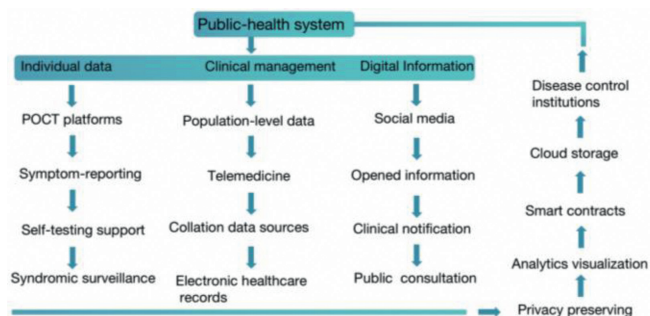 Public-health system
Individual data
Clinical management
Digital Information
POCT platforms
Symptom-reporting
Self-testing support
Syndromic surveillance
Population-level data
Telemedicine
Collation data sources
Electronic healthcare
records
Social media
Opened information
Clinical notification
Public consultation
Disease control
institutions
Cloud storage
Smart contracts
Analytics visualization
Privacy preserving